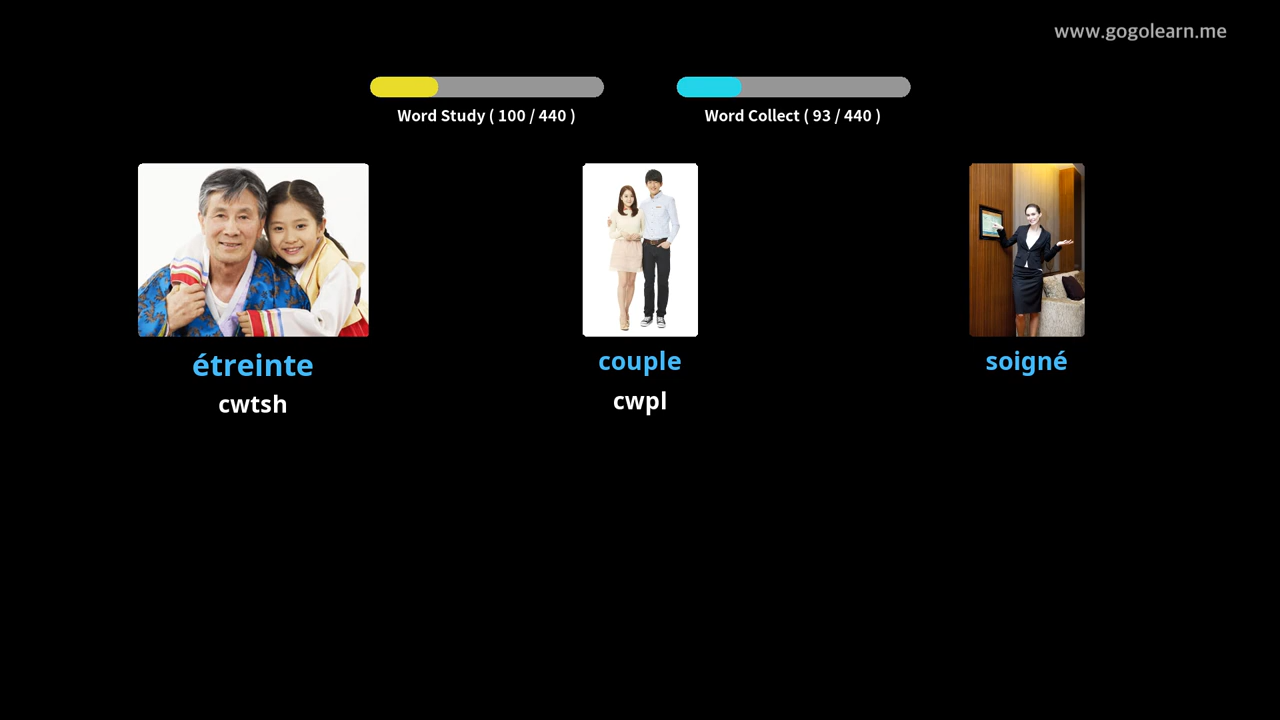 www.gogolearn.me
Word Study ( 100 / 440 )
Word Collect ( 93 / 440 )
étreinte
cwtsh
couple
cwpl
soigné